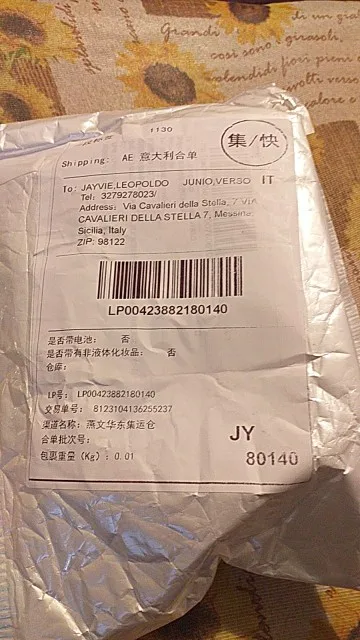 Grandi
di un gia
così sono i girasoli,
splendidi fiori pieni
1130
集/快
Shipping: AE 意大利合单
To: JAYVIE,LEOPOLDO JUNIO,VERSO IT
Tel: 3279278023/
Address: Via Cavalieri della Stella, 7 VIA
CAVALIERI DELLA STELLA 7, Messina,
Sicilia, Italy
ZIP: 98122
LP00423882180140
是否带电池: 否
是否带有非液体化妆品: 否
仓库:
LP号: LP00423882180140
交易单号: 8123104136255237
渠道名称: 燕文华东集运仓
合单批次号:
包裹重量(Kg): 0.01
JY
80140